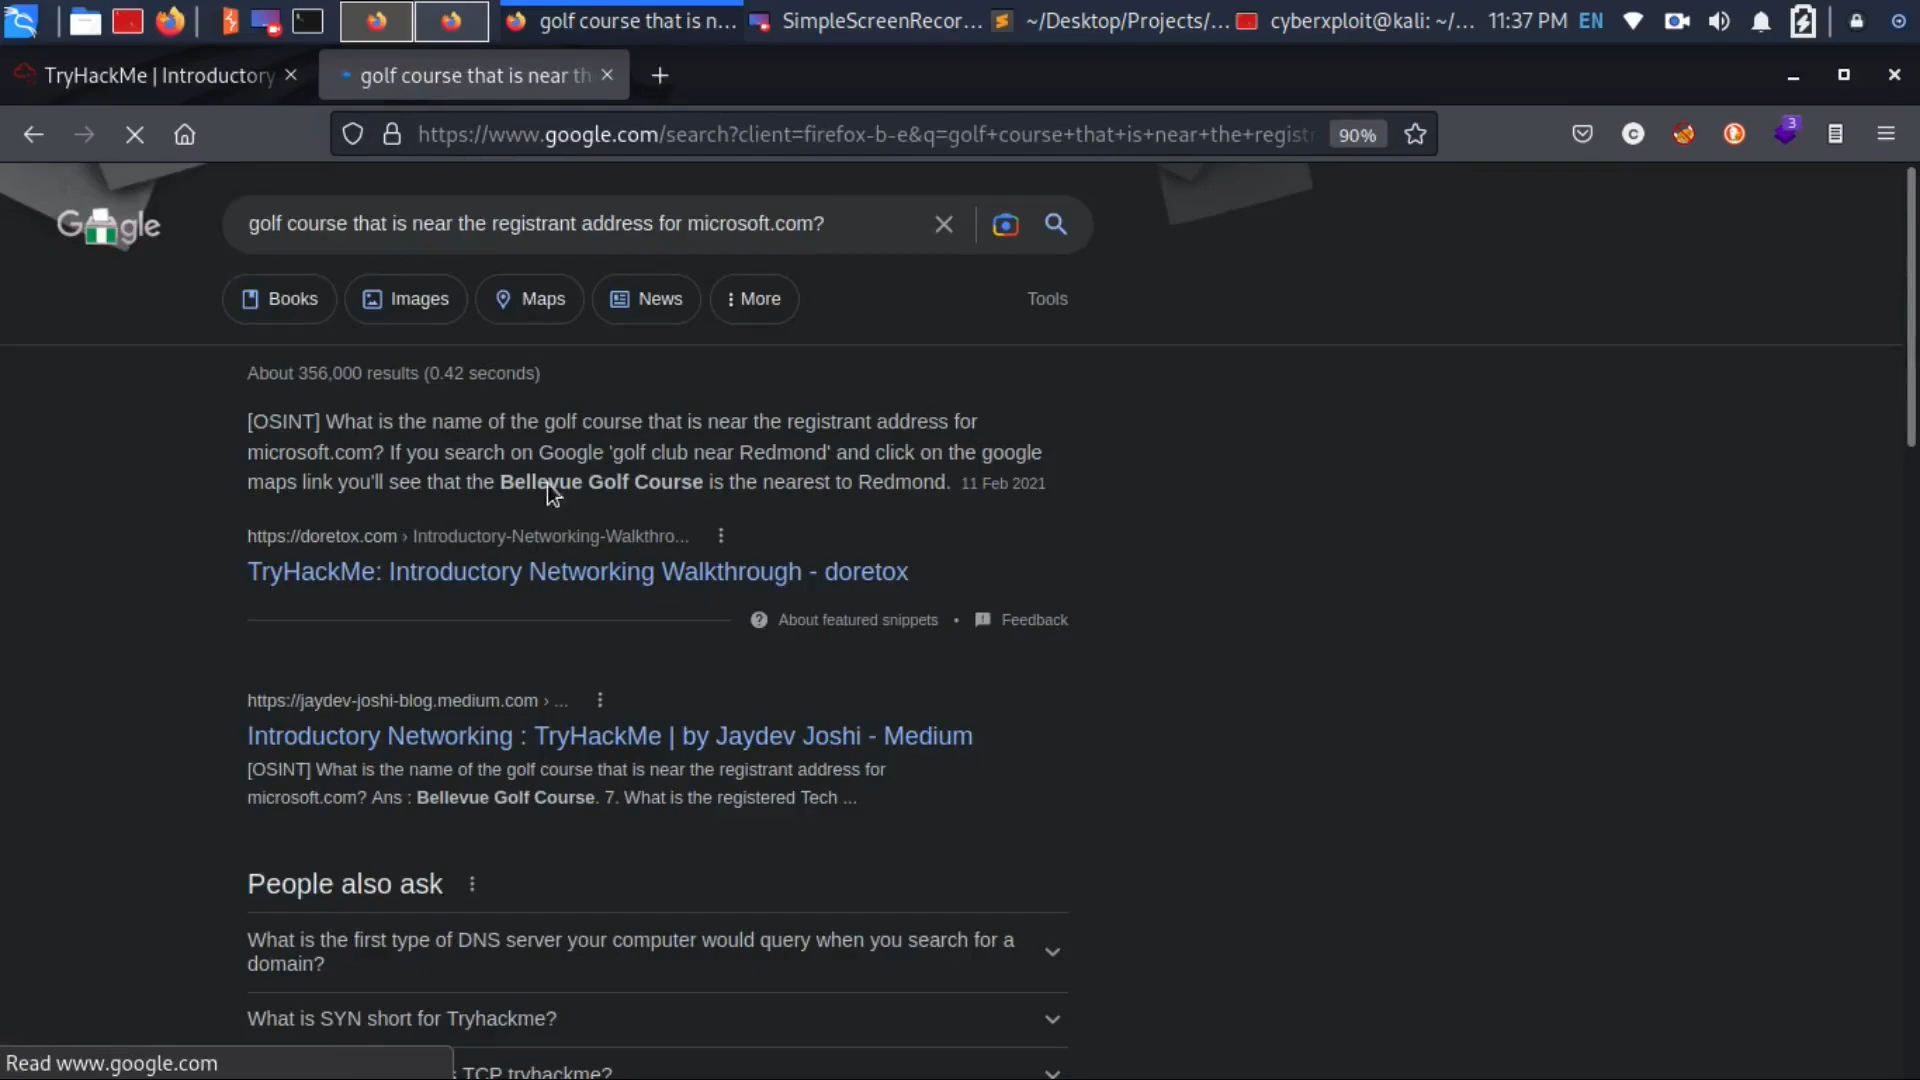 golf course that is n... SimpleScreenRecor... ~/Desktop/Projects/... cyberxploit@kali: ~/... 11:37 PM EN
TryHackMe | Introductory golf course that is near th
https://www.google.com/search?client=firefox-b-e&q=golf+course+that+is+near+the+registr 90% 3
Google
golf course that is near the registrant address for microsoft.com?
Books Images Maps News More Tools
About 356,000 results (0.42 seconds)
[OSINT] What is the name of the golf course that is near the registrant address for
microsoft.com? If you search on Google 'golf club near Redmond' and click on the google
maps link you'll see that the Bellevue Golf Course is the nearest to Redmond. 11 Feb 2021
https://doretox.com › Introductory-Networking-Walkthro...
TryHackMe: Introductory Networking Walkthrough - doretox
About featured snippets • Feedback
https://jaydev-joshi-blog.medium.com › ...
Introductory Networking : TryHackMe | by Jaydev Joshi - Medium
[OSINT] What is the name of the golf course that is near the registrant address for
microsoft.com? Ans : Bellevue Golf Course. 7. What is the registered Tech ...
People also ask
What is the first type of DNS server your computer would query when you search for a
domain?
What is SYN short for Tryhackme?
TCP tryhackme?
Read www.google.com